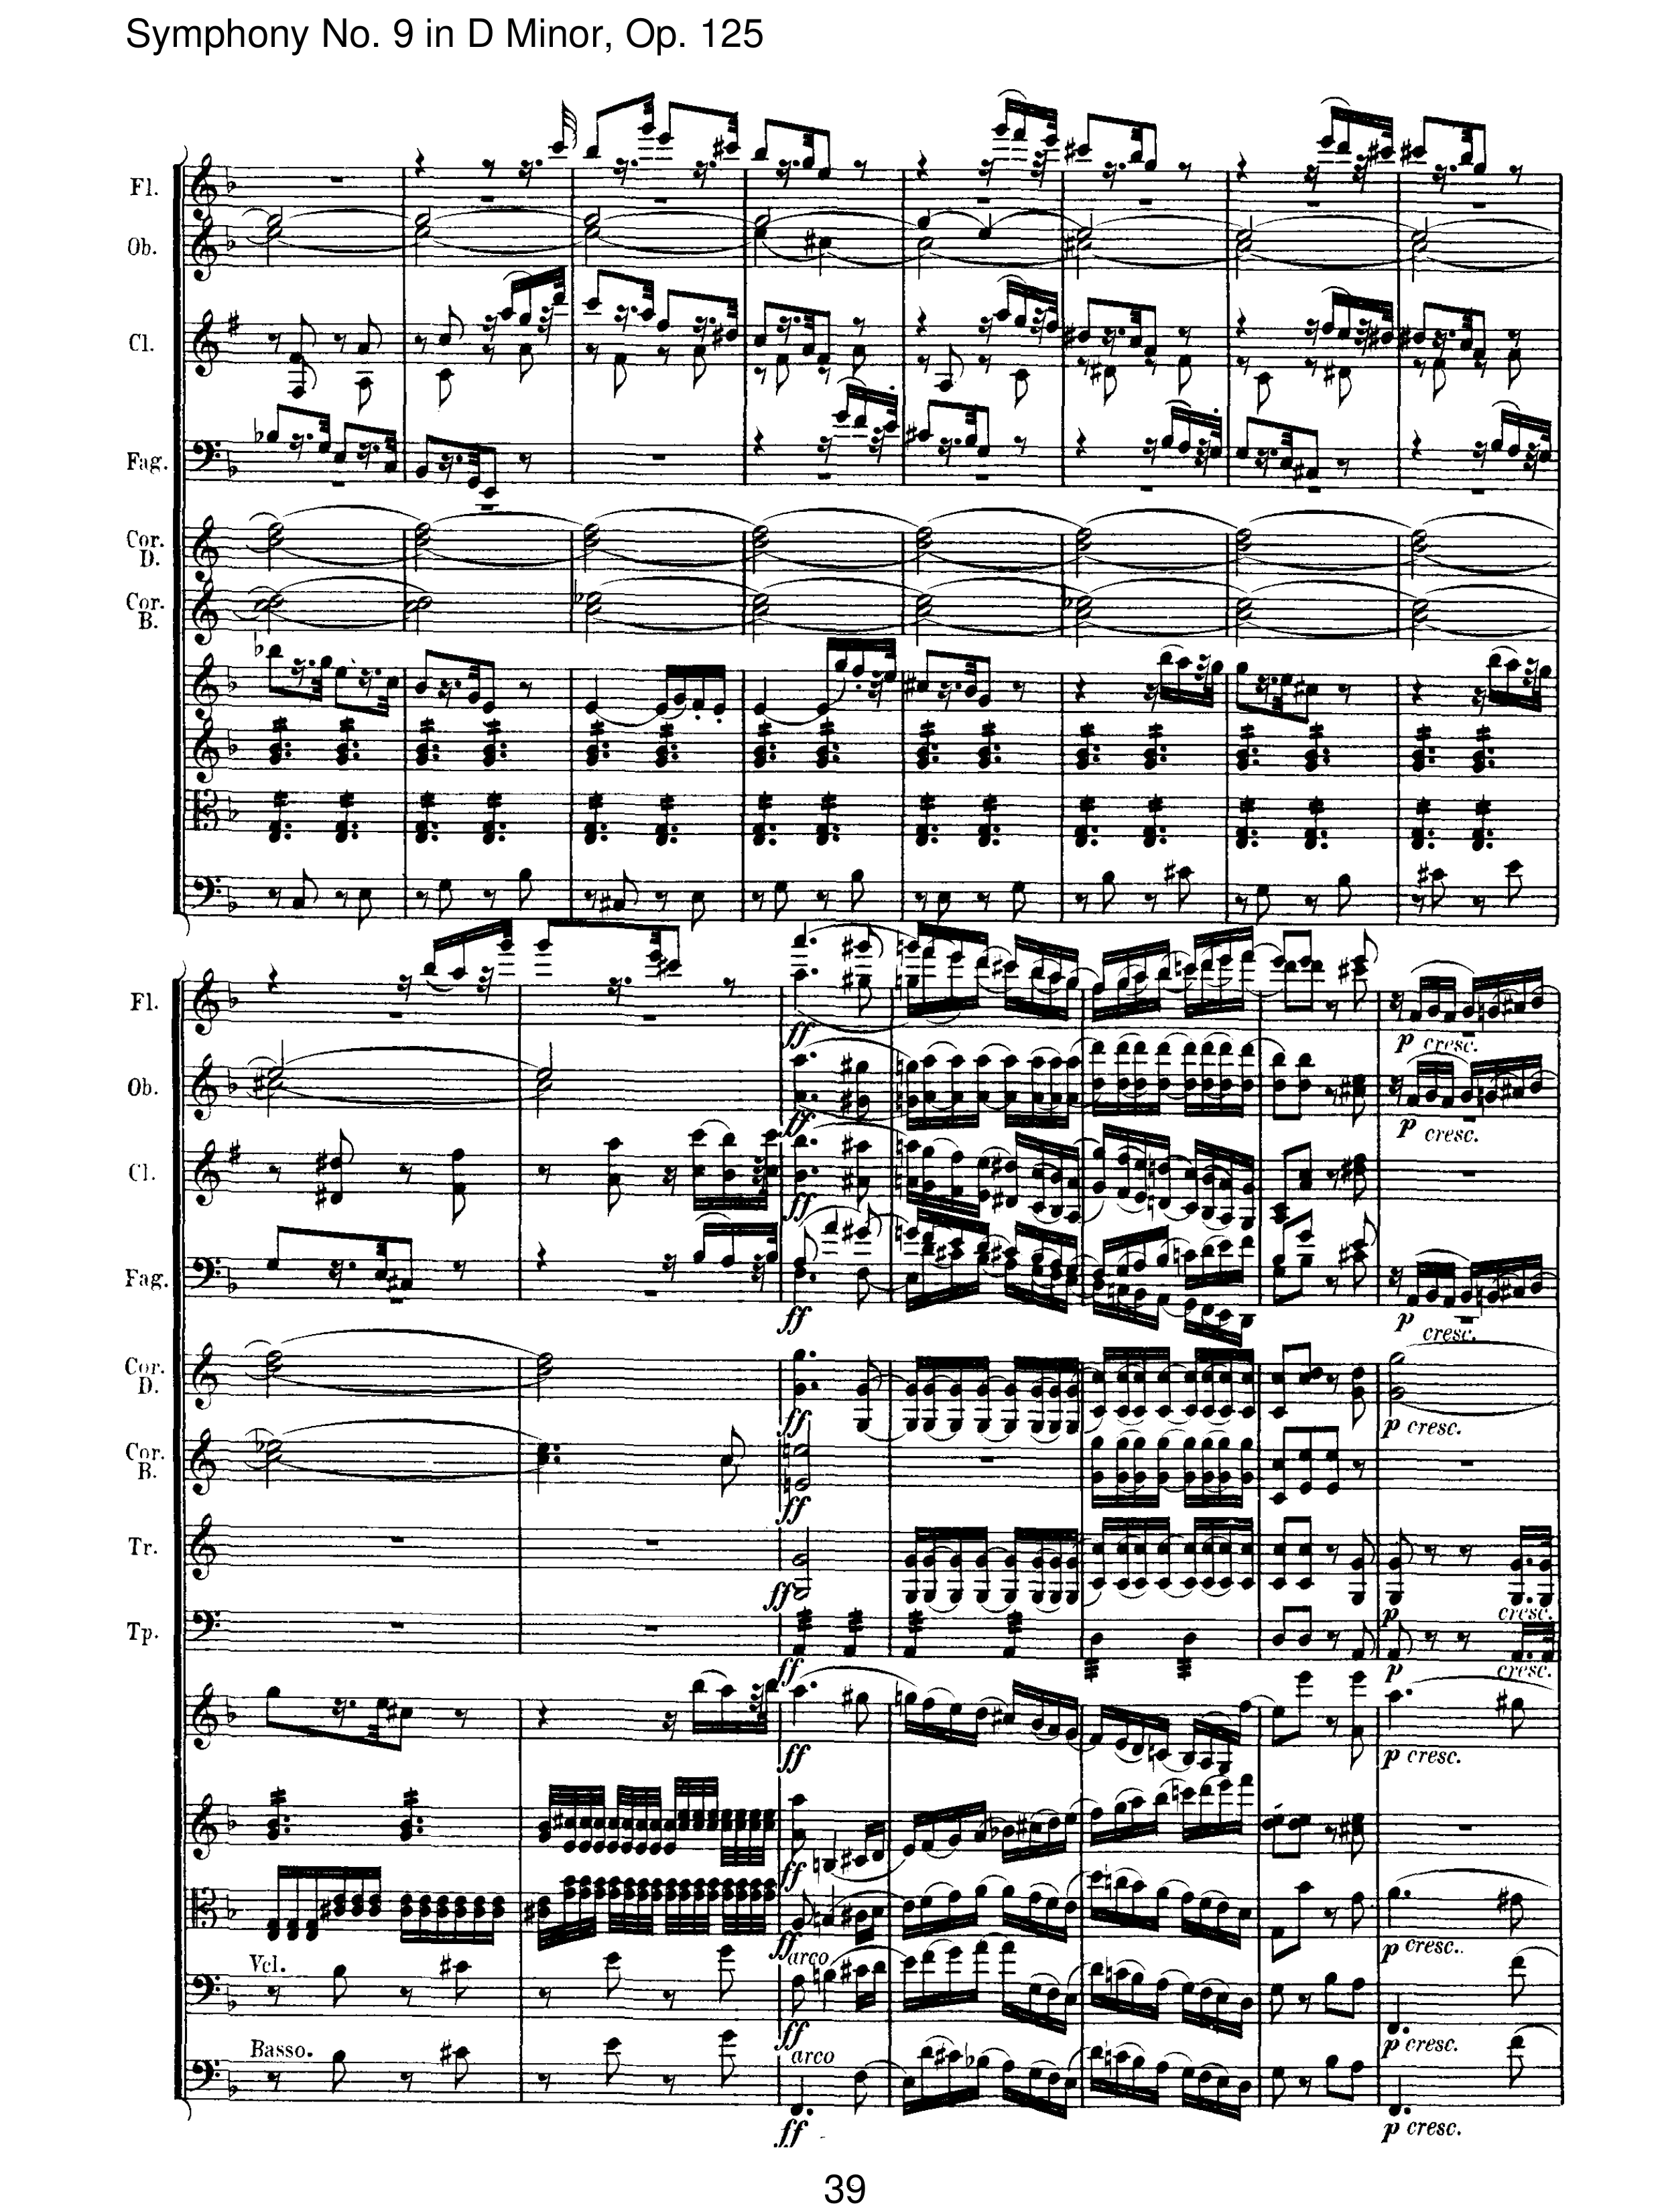 Symphony No. 9 in D Minor, Op. 125
Fl.
Ob.
Cl.
Fag.
Cor.
D.
Cor.
B.
Fl.
ff
p cresc.
Ob.
ff
p cresc.
Cl.
ff
Fag.
ff
p cresc.
Cor.
D.
ff
p cresc.
Cor.
B.
ff
Tr.
ff
p
cresc.
Tp.
ff
p
cresc.
ff
p cresc.
ff
ff
p cresc.
Vcl.
arco
ff
p cresc.
Basso.
arco
ff
p cresc.
39